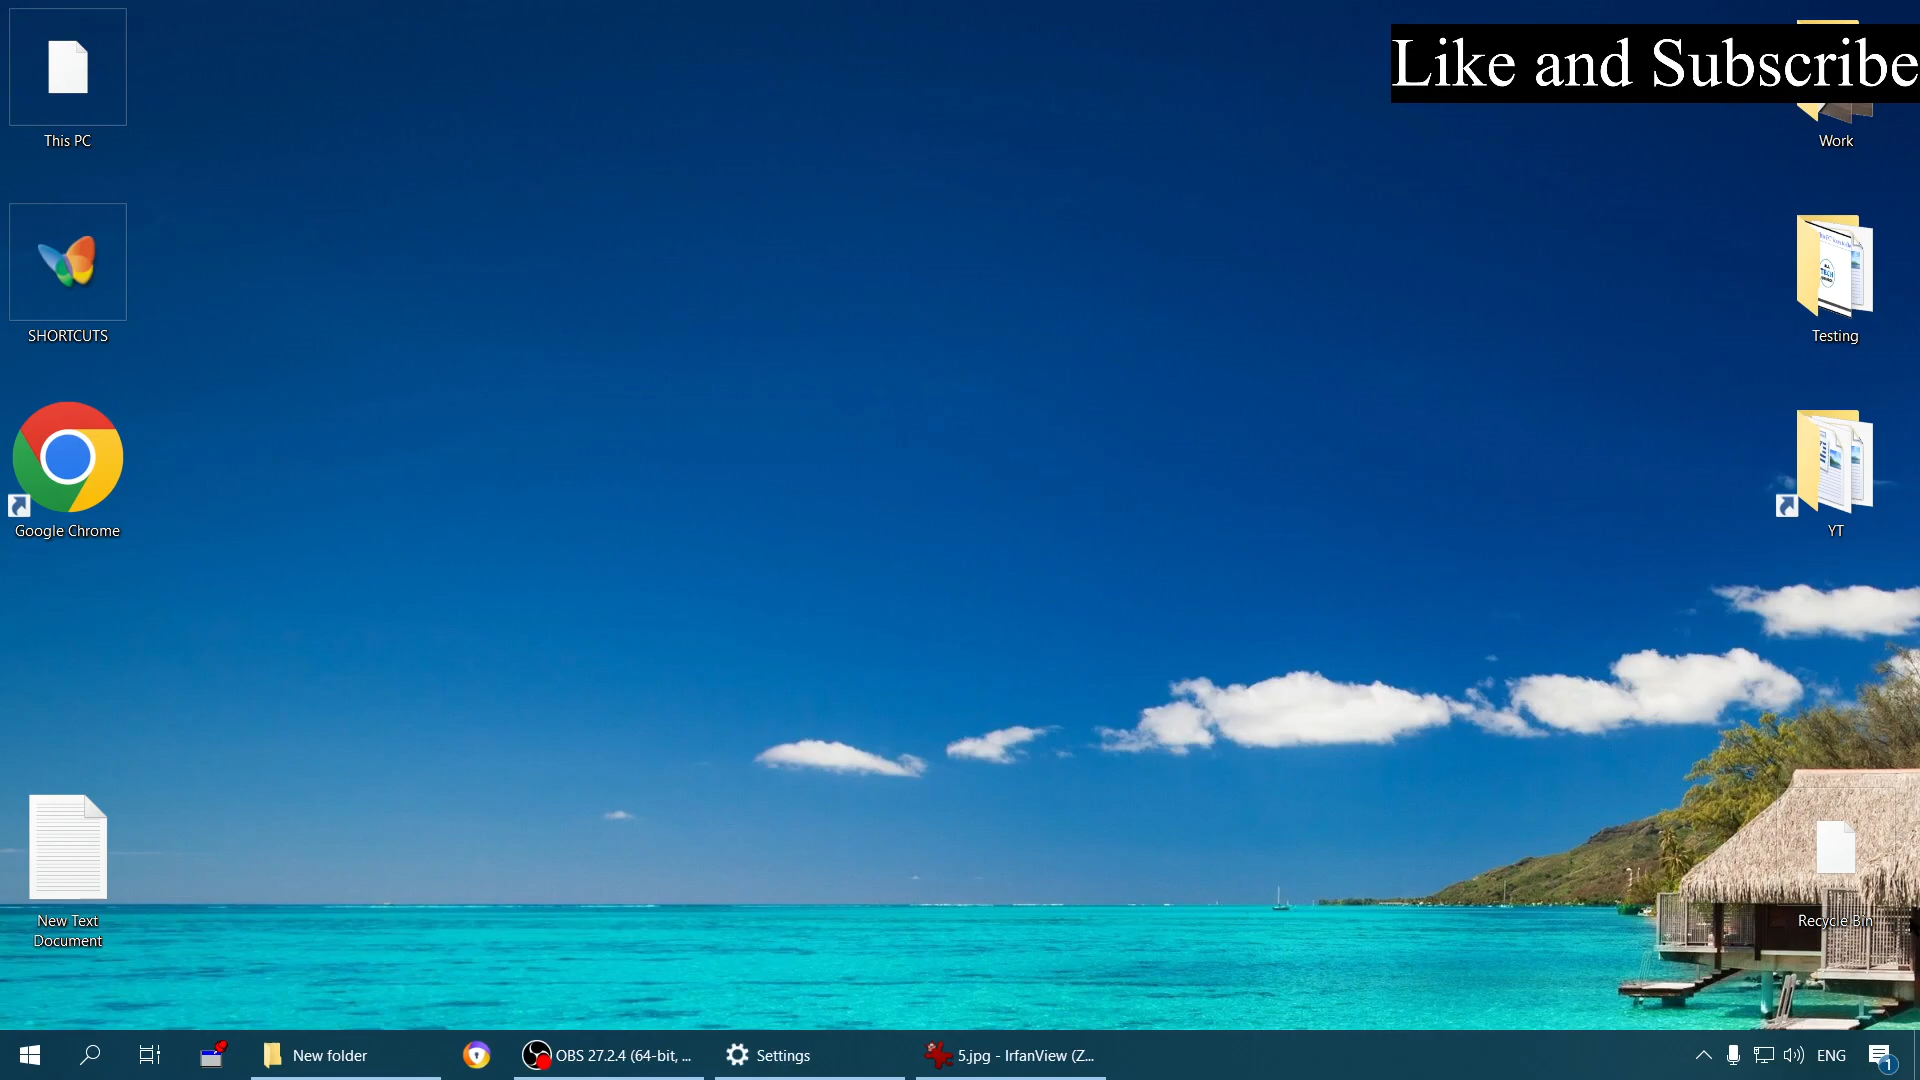 Like and Subscribe
This PC
Work
SHORTCUTS
Testing
Google Chrome
YT
New Text
Document
Recycle Bin
New folder
OBS 27.2.4 (64-bit, ...
Settings
5.jpg - IrfanView (Z...
ENG
1